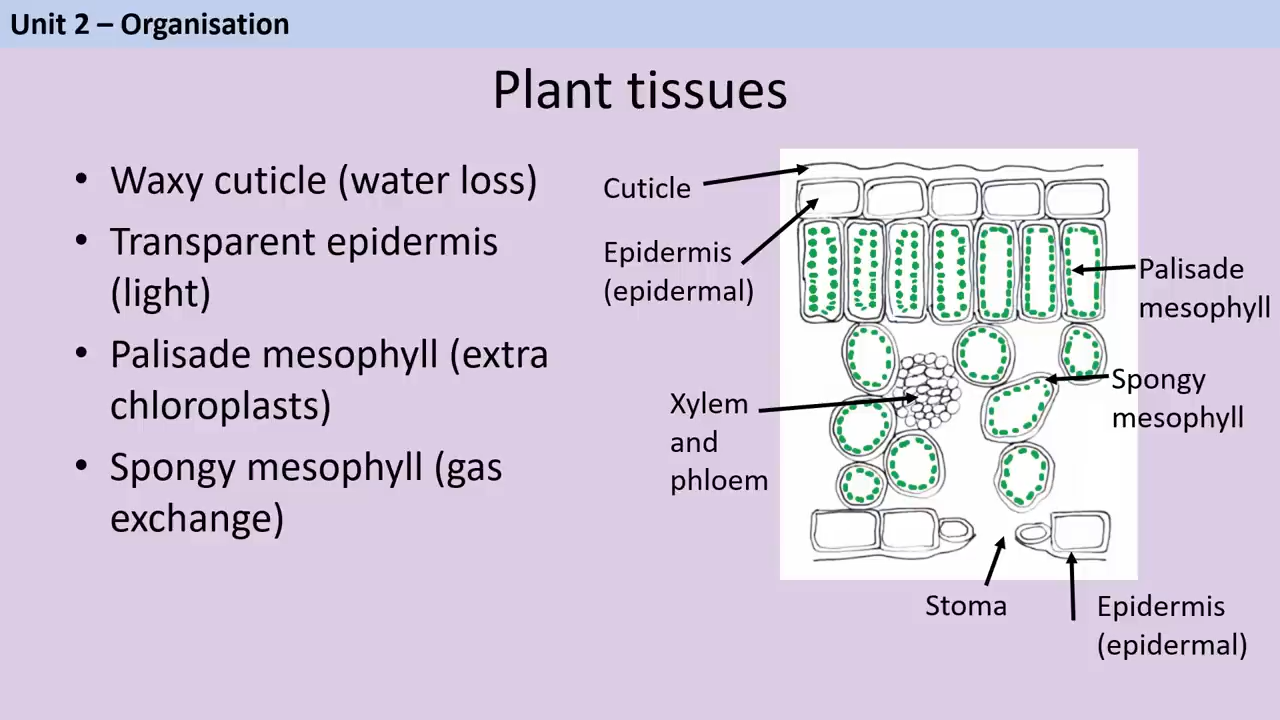 Unit 2 – Organisation
Plant tissues
• Waxy cuticle (water loss)
• Transparent epidermis
(light)
• Palisade mesophyll (extra
chloroplasts)
• Spongy mesophyll (gas
exchange)
Cuticle
Epidermis
(epidermal)
Palisade
mesophyll
Spongy
mesophyll
Xylem
and
phloem
Stoma
Epidermis
(epidermal)